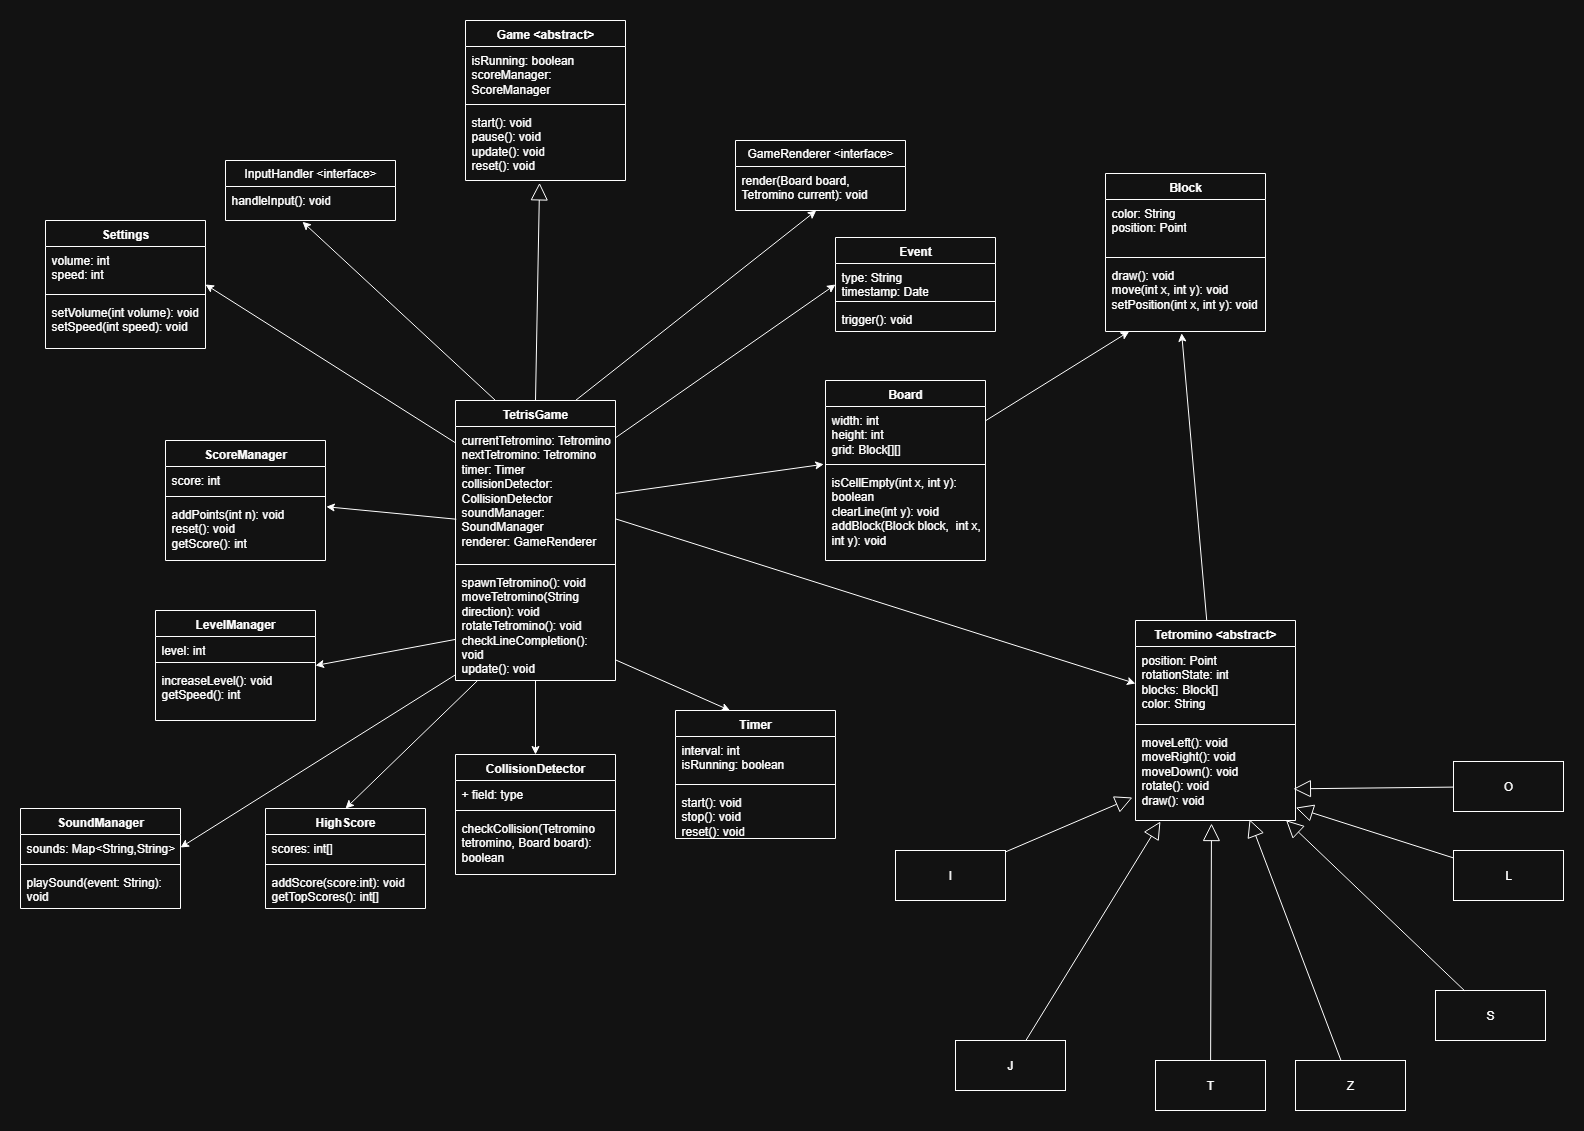 Game <abstract>
isRunning: boolean
scoreManager:
ScoreManager
start(): void
pause(): void
update(): void
reset(): void
GameRenderer <interface>
render(Board board,
Tetromino current): void
InputHandler <interface>
handleInput(): void
Block
color: String
position: Point
draw(): void
move(int x, int y): void
setPosition(int x, int y): void
Settings
volume: int
speed: int
setVolume(int volume): void
setSpeed(int speed): void
Event
type: String
timestamp: Date
trigger(): void
Board
width: int
height: int
grid: Block[][]
isCellEmpty(int x, int y):
boolean
clearLine(int y): void
addBlock(Block block,  int x,
int y): void
TetrisGame
currentTetromino: Tetromino
nextTetromino: Tetromino
timer: Timer
collisionDetector:
CollisionDetector
soundManager:
SoundManager
renderer: GameRenderer
spawnTetromino(): void
moveTetromino(String
direction): void
rotateTetromino(): void
checkLineCompletion():
void
update(): void
ScoreManager
score: int
addPoints(int n): void
reset(): void
getScore(): int
LevelManager
level: int
increaseLevel(): void
getSpeed(): int
Tetromino <abstract>
position: Point
rotationState: int
blocks: Block[]
color: String
moveLeft(): void
moveRight(): void
moveDown(): void
rotate(): void
draw(): void
Timer
interval: int
isRunning: boolean
start(): void
stop(): void
reset(): void
CollisionDetector
+ field: type
checkCollision(Tetromino
tetromino, Board board):
boolean
SoundManager
sounds: Map<String,String>
playSound(event: String):
void
HighScore
scores: int[]
addScore(score:int): void
getTopScores(): int[]
O
I
L
S
J
T
Z